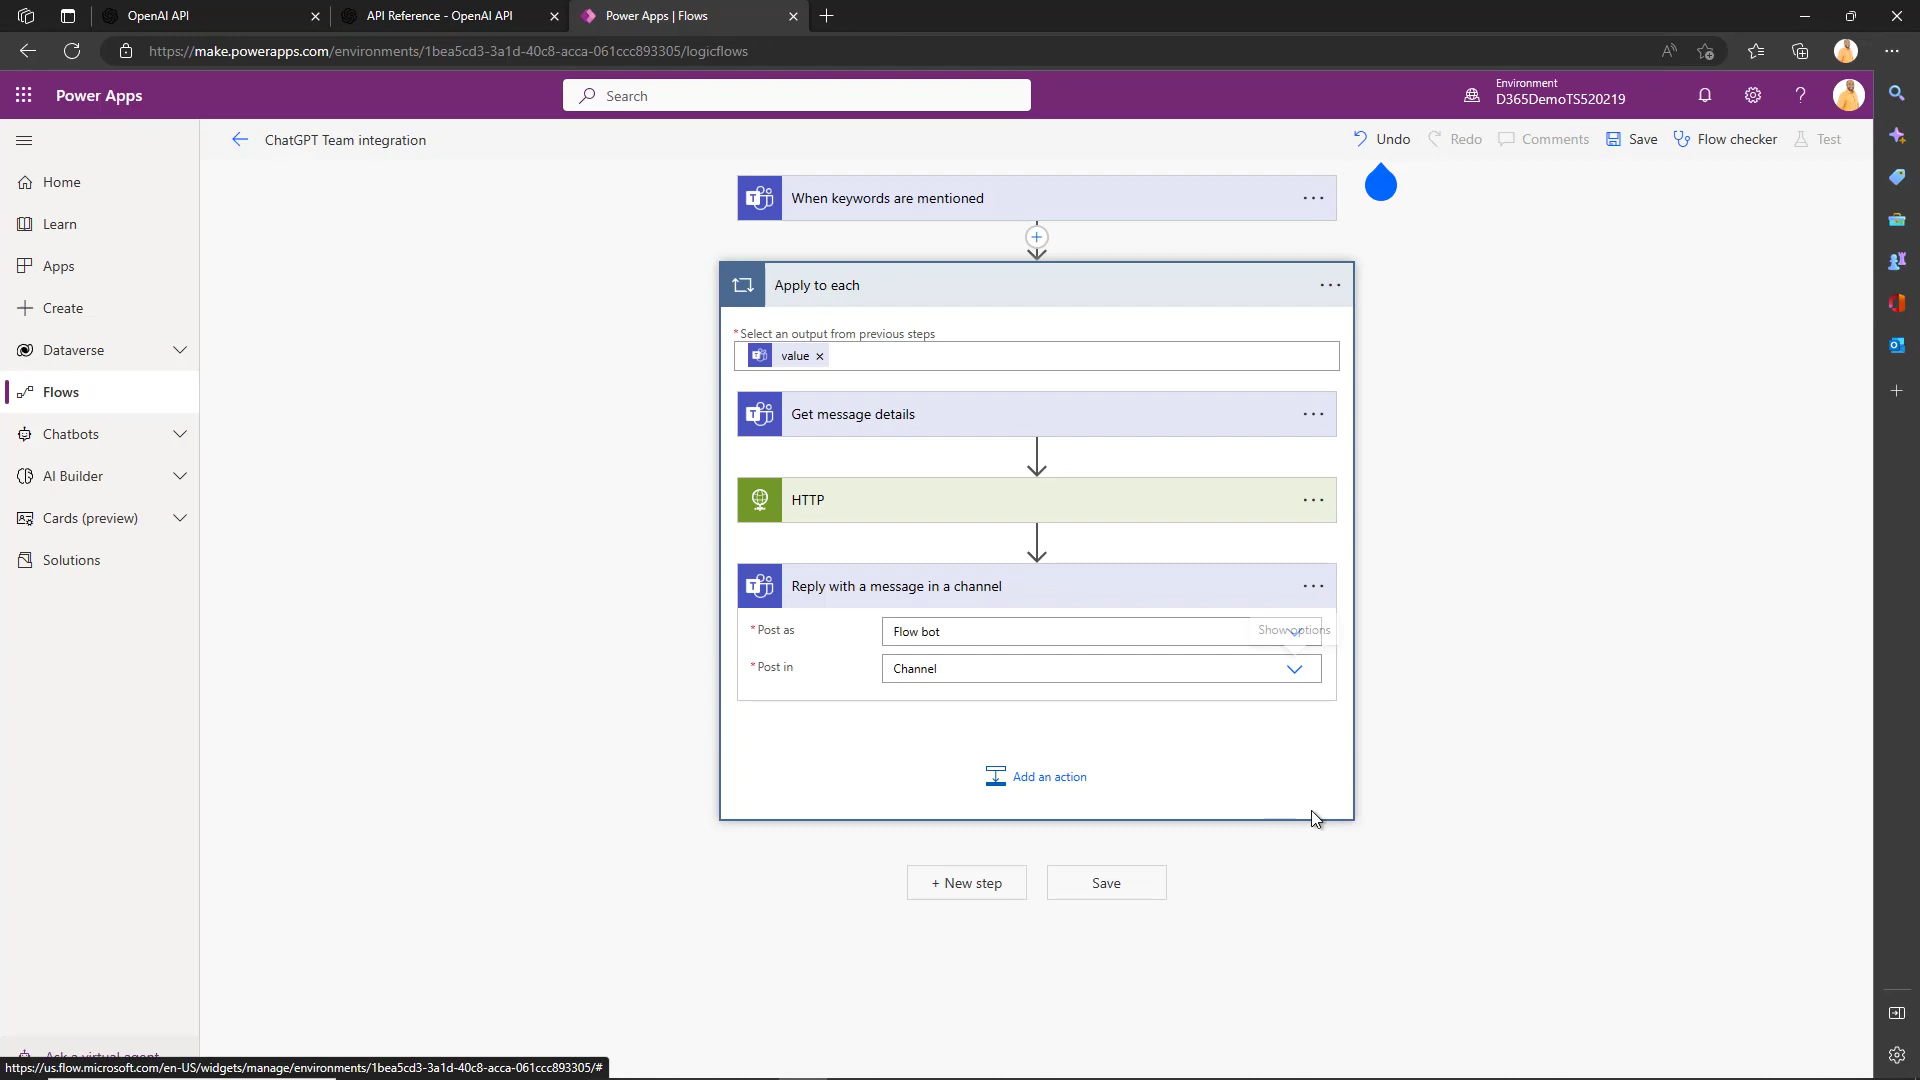 OpenAI API
API Reference - OpenAI API
Power Apps | Flows
https://make.powerapps.com/environments/1bea5cd3-3a1d-40c8-acca-061ccc893305/logicflows
Power Apps
Search
Environment
D365DemoTS520219
ChatGPT Team integration
Undo
Redo
Comments
Save
Flow checker
Test
Home
Learn
Apps
Create
Dataverse
Flows
Chatbots
AI Builder
Cards (preview)
Solutions
Ask a virtual agent
When keywords are mentioned
Apply to each
* Select an output from previous steps
value
Get message details
HTTP
Reply with a message in a channel
* Post as
Flow bot
Show options
* Post in
Channel
Add an action
+ New step
Save
https://us.flow.microsoft.com/en-US/widgets/manage/environments/1bea5cd3-3a1d-40c8-acca-061ccc893305/#